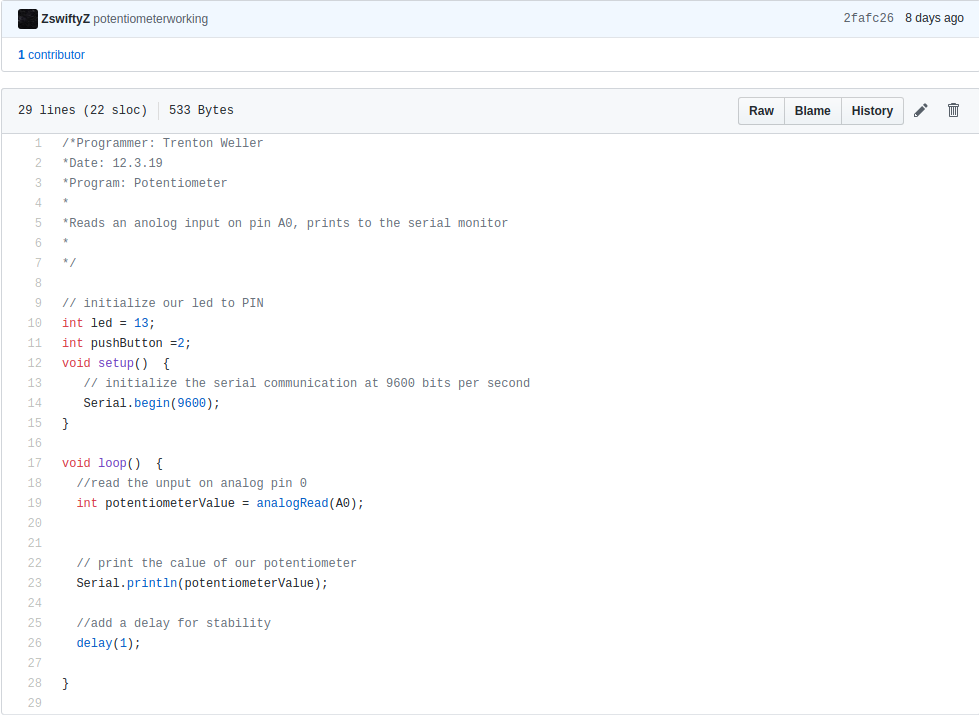 ZswiftyZ potentiometerworking 2fafc26 8 days ago
1 contributor
29 lines (22 sloc) 533 Bytes Raw Blame History
1 /*Programmer: Trenton Weller
2 *Date: 12.3.19
3 *Program: Potentiometer
4 *
5 *Reads an anolog input on pin A0, prints to the serial monitor
6 *
7 */
8
9 // initialize our led to PIN
10 int led = 13;
11 int pushButton =2;
12 void setup()  {
13    // initialize the serial communication at 9600 bits per second
14    Serial.begin(9600);
15 }
16
17 void loop()  {
18   //read the unput on analog pin 0
19   int potentiometerValue = analogRead(A0);
20
21
22   // print the calue of our potentiometer
23   Serial.println(potentiometerValue);
24
25   //add a delay for stability
26   delay(1);
27
28 }
29